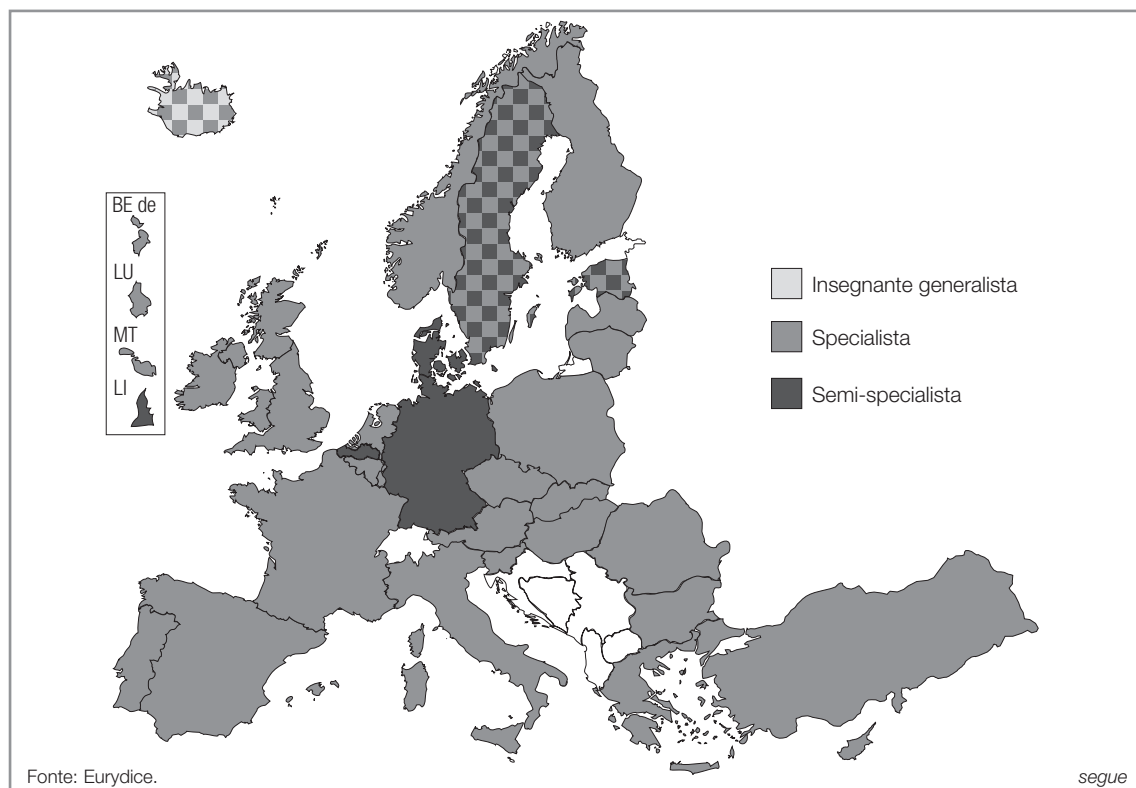 BE de
LU
MT
LI
Insegnante generalista
Specialista
Semi-specialista
Fonte: Eurydice.
segue